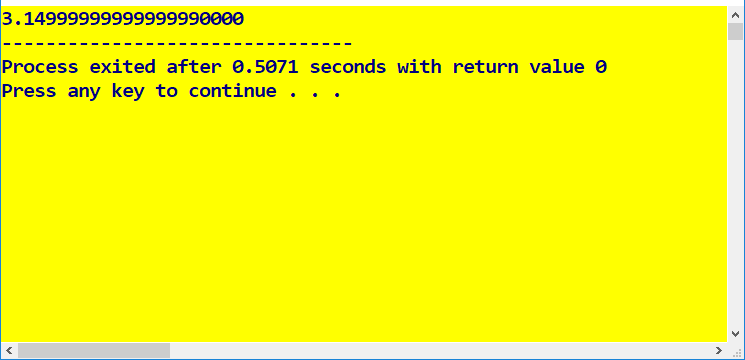 3.14999999999999990000
--------------------------------
Process exited after 0.5071 seconds with return value 0
Press any key to continue . . .